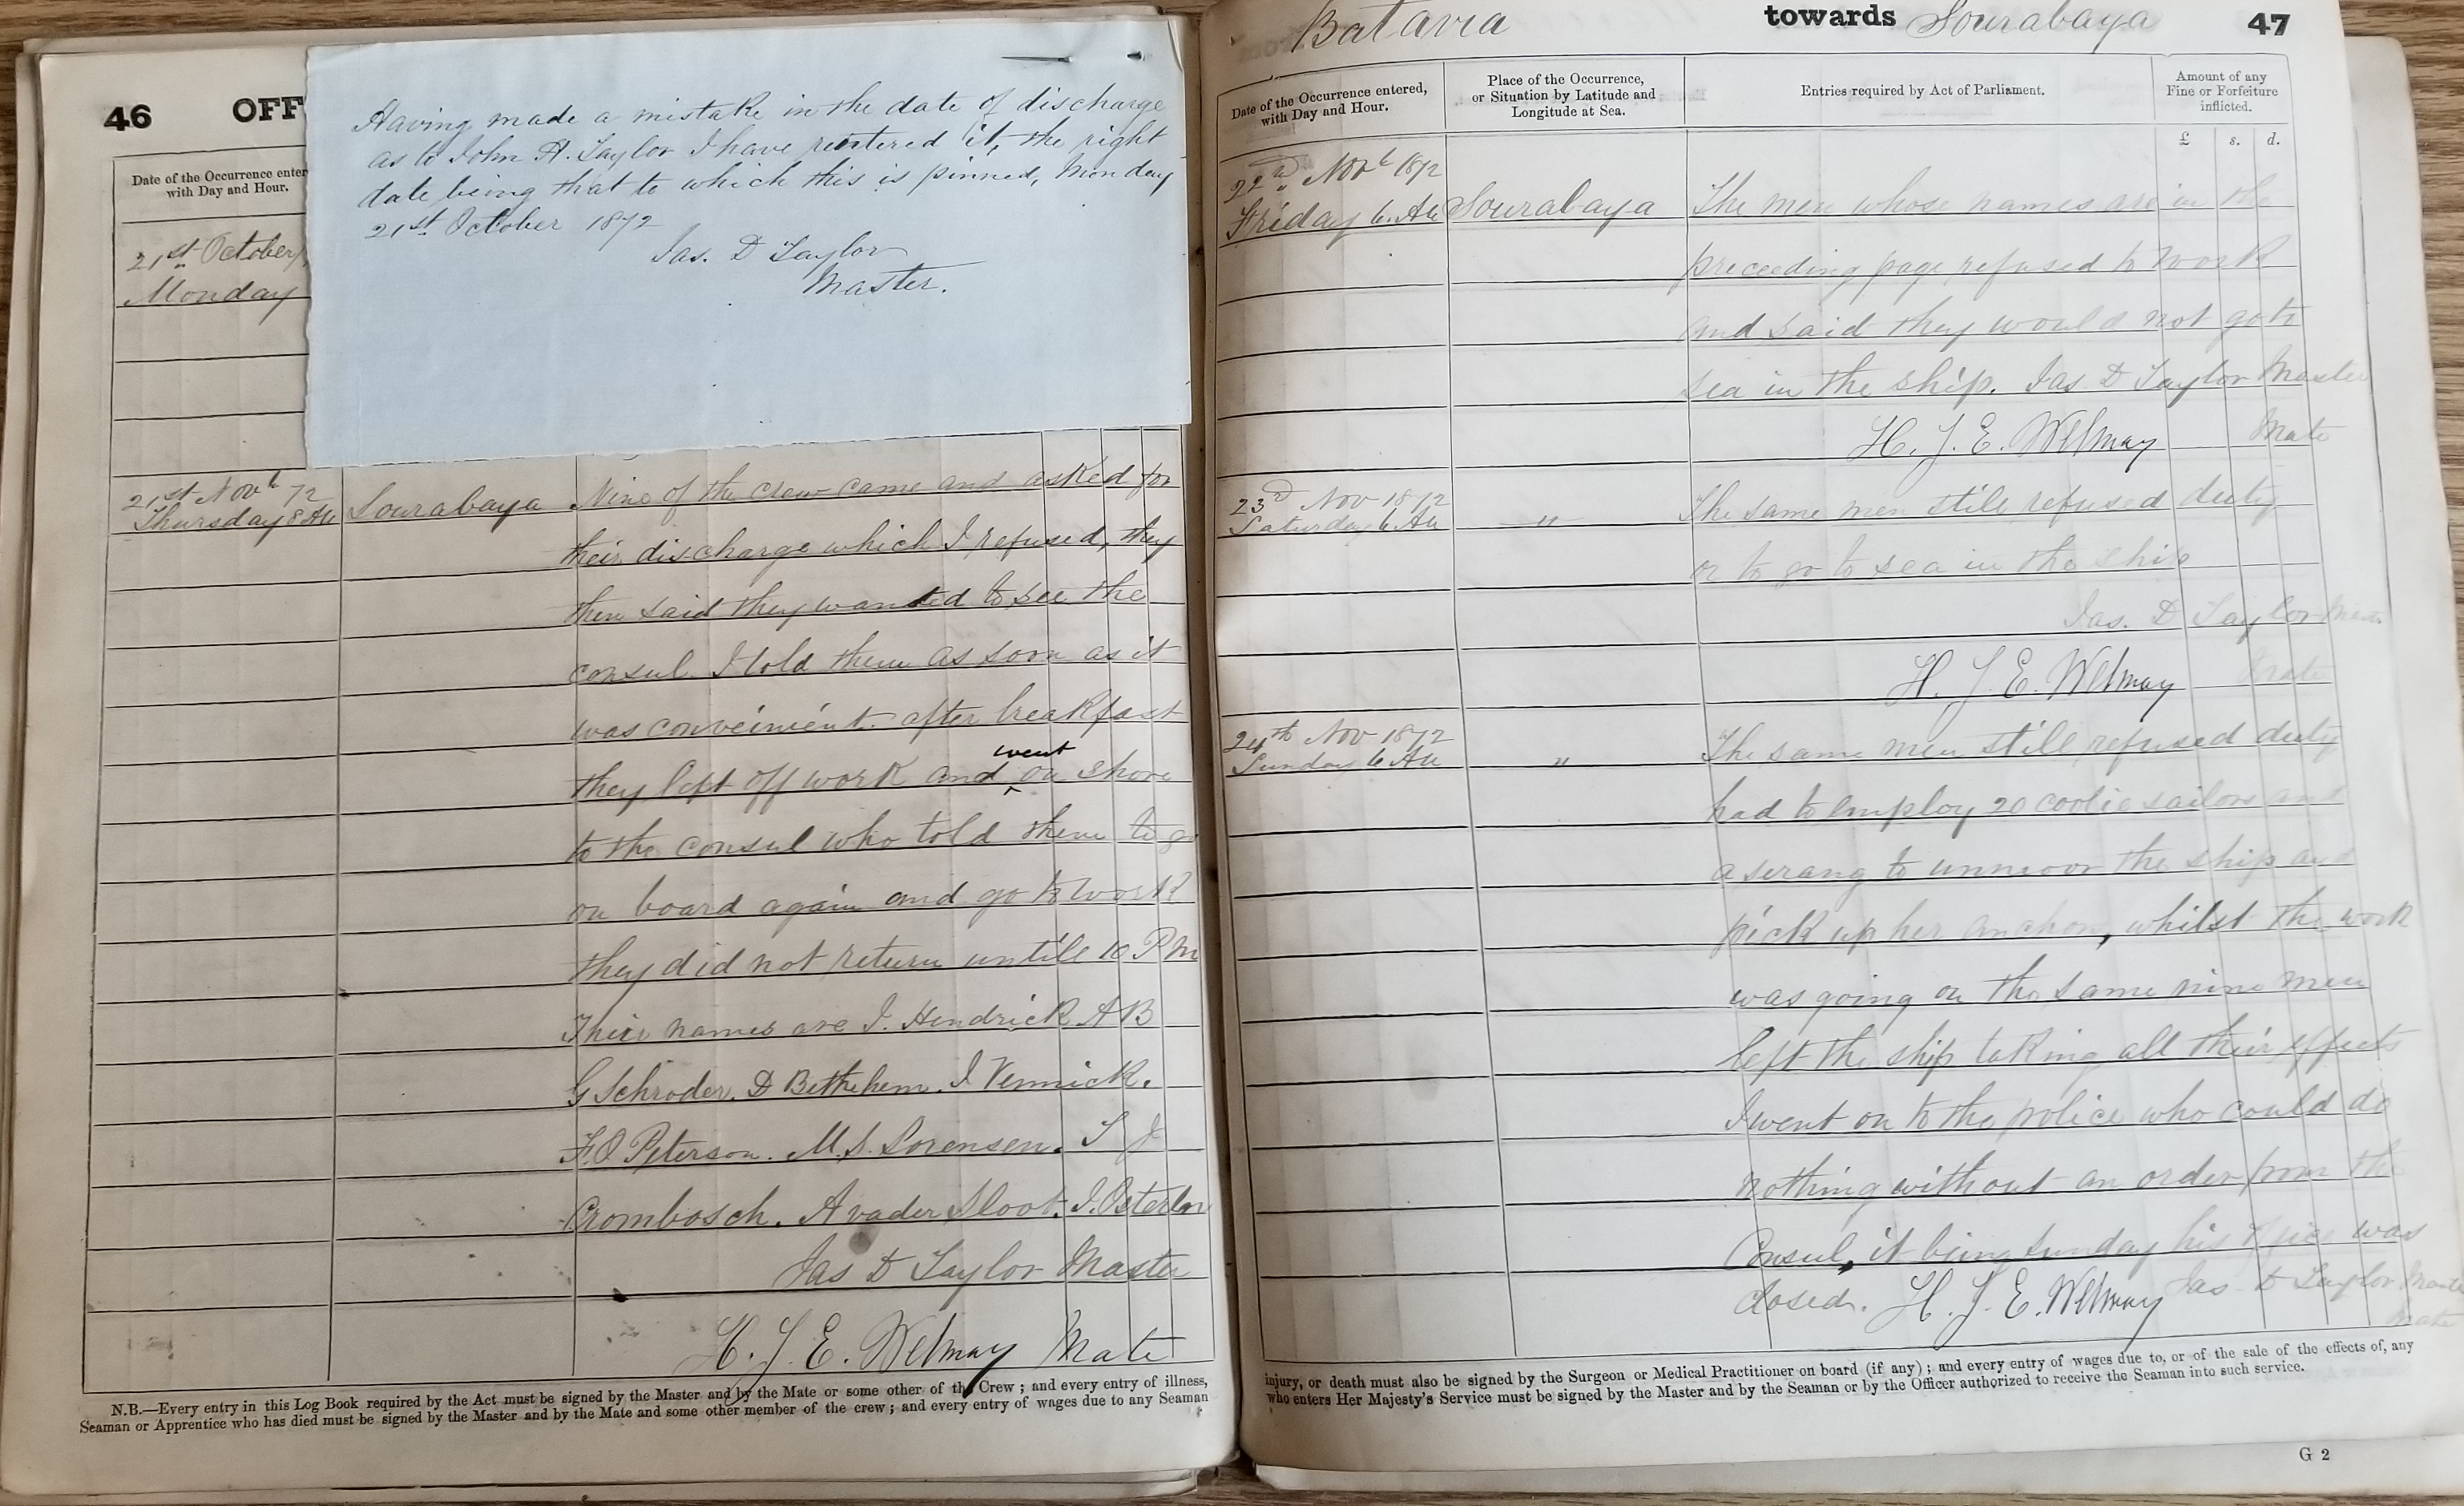 46 OFF
Date of the Occurrence enter
with Day and Hour.
21st October
Monday
Having made a mistake in the date of discharge
as to John H. Taylor I have reentered it, the right
date being that to which this is pinned, Monday
21st October 1872
Jas. D Taylor
Master.
21st Novr 72
Thursday 8 AM Sourabaya Nine of the crew came and asked for
their discharge which I refused, they
then said they wanted to see the
consul. I told them as soon as it
was conveinient. after breakfast
they left off work and went on shore
to the consul who told them to go
on board again and go to work
they did not return untill 10 PM
Their names are J. Hendrick AB
G Schroder. D Bethehem. J Vennick.
F.O Peterson. M.S. Sorensen. T J
Crombosch. A vader Sloot. J. Osterlon
Jas D Taylor Master
H. J. E. Welmay Mate
N.B.—Every entry in this Log Book required by the Act must be signed by the Master and by the Mate or some other of the Crew; and every entry of illness,
Seaman or Apprentice who has died must be signed by the Master and by the Mate and some other member of the crew; and every entry of wages due to any Seaman
Batavia towards Sourabaya 47
Date of the Occurrence entered,
with Day and Hour.
Place of the Occurrence,
or Situation by Latitude and
Longitude at Sea.
Entries required by Act of Parliament.
Amount of any
Fine or Forfeiture
inflicted.
£ s. d.
22nd Novr 1872
Friday 6. AM Sourabaya The men whose names are in the
preceeding page, refused to work
and said they would not go to
sea in the ship. Jas D Taylor Master
H. J. E. Welmay Mate
23d Nov 1872
Saturday 6 AM " The same men still refused duty
or to go to sea in the ship
Jas. D Taylor Master
H. J E. Welmay Mate
24th Nov 1872
Sunday 6 AM " The same men still refused duty
had to employ 20 coolie sailors and
a serang to unmoor the ship and
pick up her anchor, whilst the work
was going on the same nine men
left the ship taking all their effects
I went on to the police who could do
nothing without an order from the
Consul, it being Sunday his office was
closed. H. J. E. Welmay Jas D Taylor Master
Mate
injury, or death must also be signed by the Surgeon or Medical Practitioner on board (if any); and every entry of wages due to, or of the sale of the effects of, any
who enters Her Majesty's Service must be signed by the Master and by the Seaman or by the Officer authorized to receive the Seaman into such service.
G 2